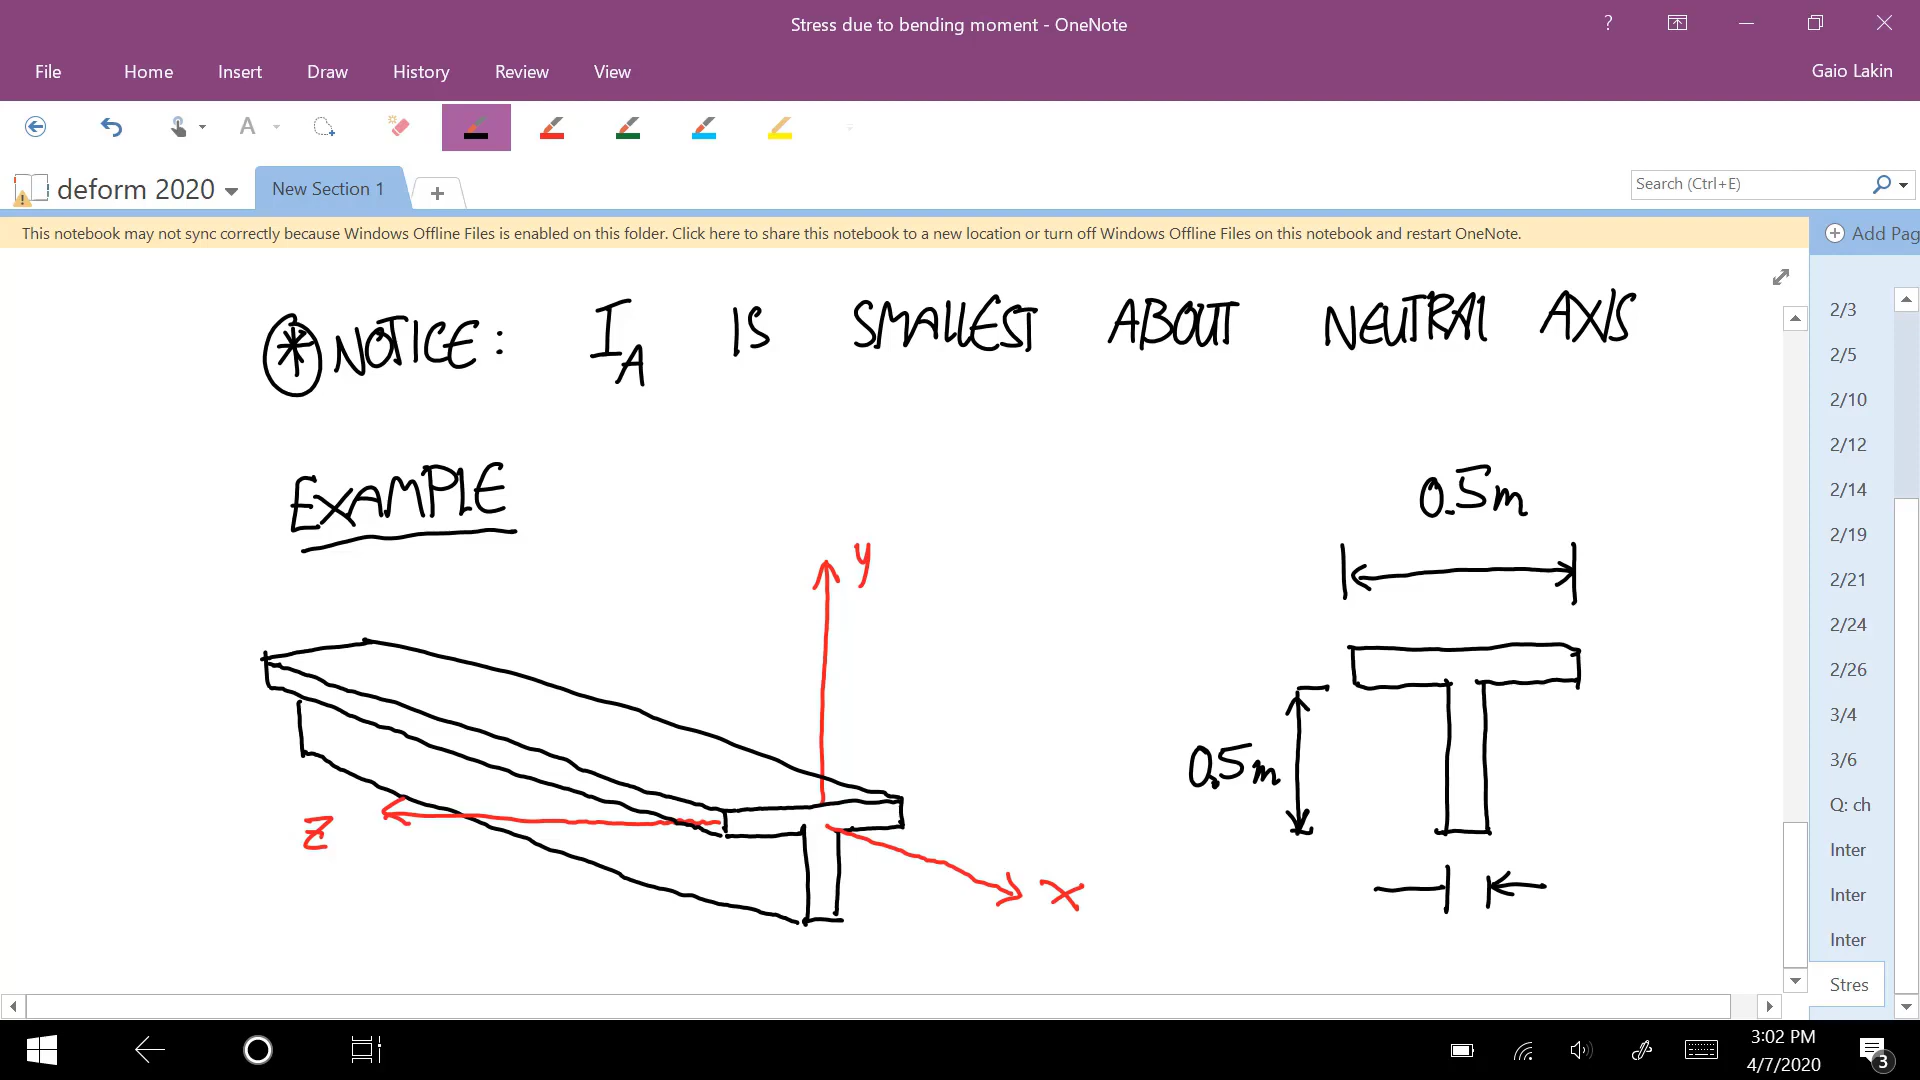 Stress due to bending moment - OneNote
?
File Home Insert Draw History Review View
Gaio Lakin
A
deform 2020
New Section 1
+
Search (Ctrl+E)
This notebook may not sync correctly because Windows Offline Files is enabled on this folder. Click here to share this notebook to a new location or turn off Windows Offline Files on this notebook and restart OneNote.
Add Pag
* NOTICE: IA IS SMALLEST ABOUT NEUTRAL AXIS
EXAMPLE
0.5m
y
0.5m
z
x
2/3
2/5
2/10
2/12
2/14
2/19
2/21
2/24
2/26
3/4
3/6
Q: ch
Inter
Inter
Inter
Stres
3:02 PM
4/7/2020
3